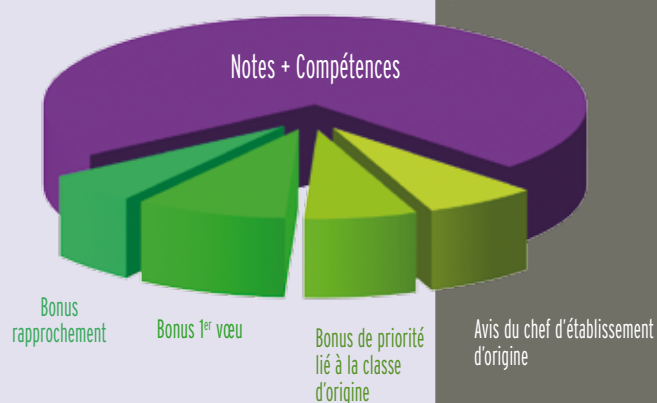 Notes + Compétences
Bonus
rapprochement
Bonus 1er vœu
Bonus de priorité
lié à la classe
d'origine
Avis du chef d'établissement
d'origine